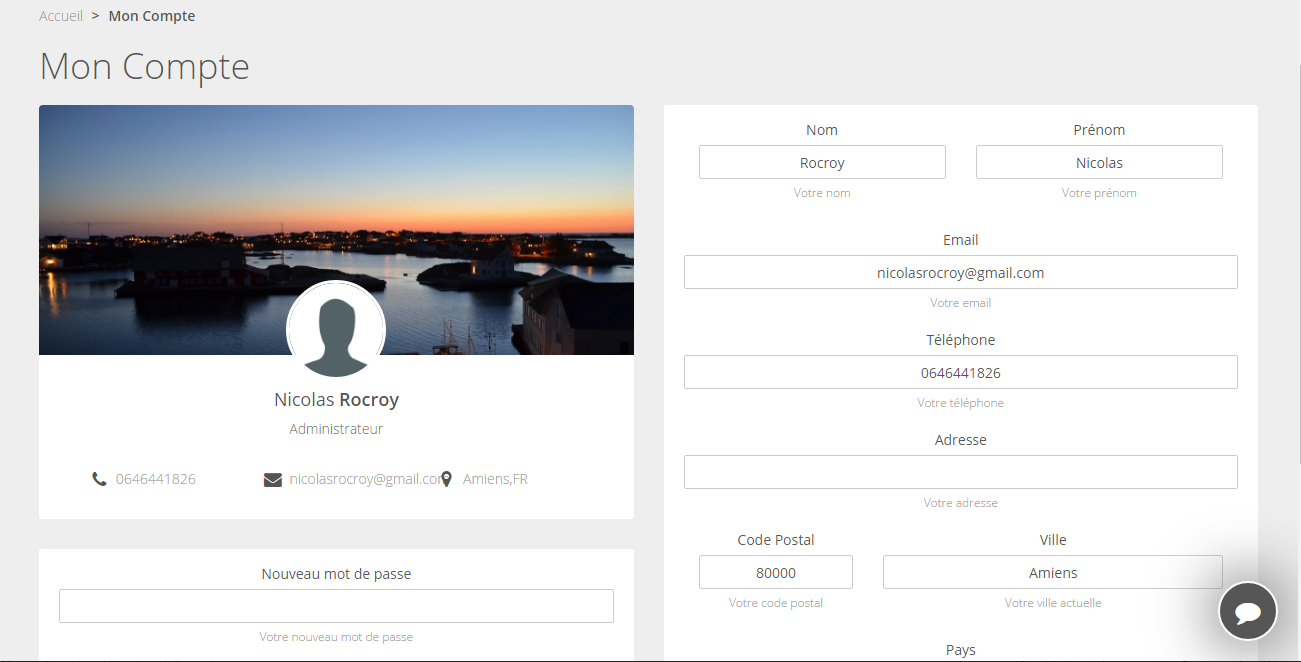 Accueil > Mon Compte
Mon Compte
Nicolas Rocroy
Administrateur
0646441826 nicolasrocroy@gmail.com Amiens,FR
Nouveau mot de passe
Votre nouveau mot de passe
Nom Prénom
Rocroy Nicolas
Votre nom Votre prénom
Email
nicolasrocroy@gmail.com
Votre email
Téléphone
0646441826
Votre téléphone
Adresse
Votre adresse
Code Postal Ville
80000 Amiens
Votre code postal Votre ville actuelle
Pays